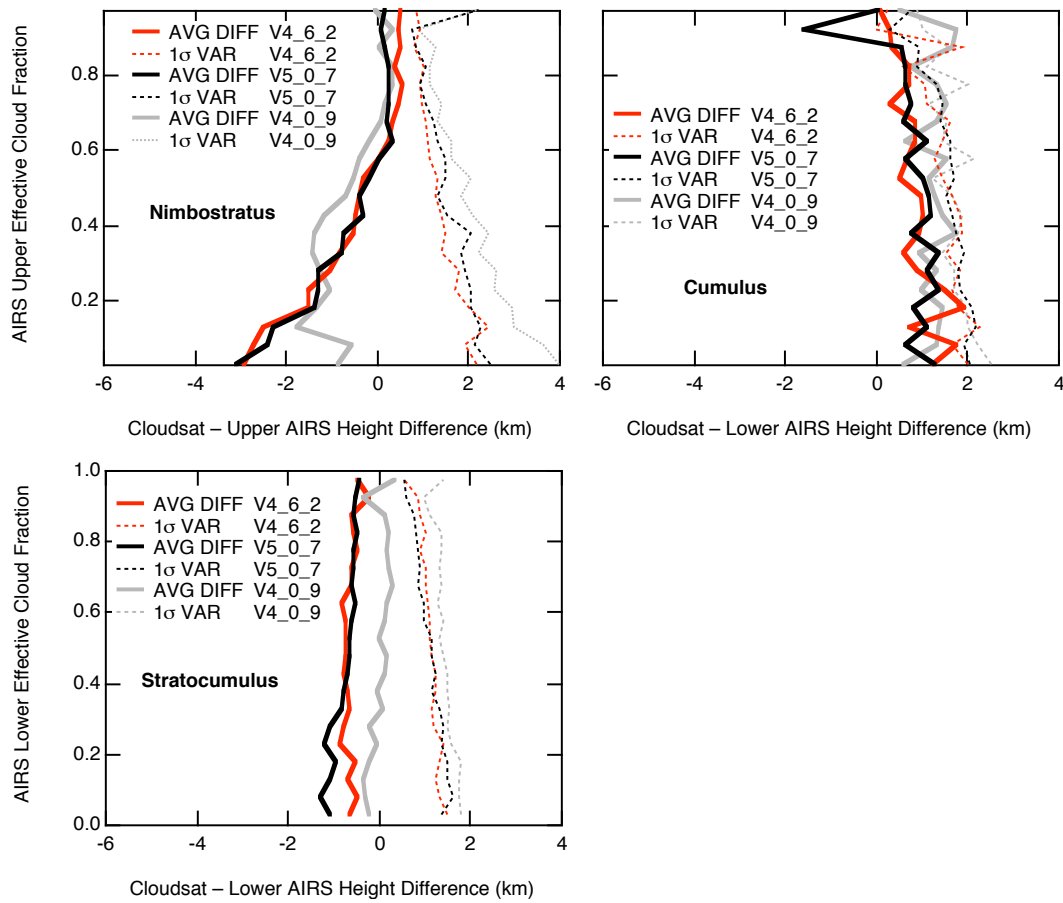 AIRS Upper Effective Cloud Fraction
0.8
0.6
0.4
0.2
AVG DIFF V4_6_2
1σ VAR V4_6_2
AVG DIFF V5_0_7
1σ VAR V5_0_7
AVG DIFF V4_0_9
1σ VAR V4_0_9
Nimbostratus
-6 -4 -2 0 2 4
Cloudsat – Upper AIRS Height Difference (km)
AVG DIFF V4_6_2
1σ VAR V4_6_2
AVG DIFF V5_0_7
1σ VAR V5_0_7
AVG DIFF V4_0_9
1σ VAR V4_0_9
Cumulus
-6 0 2 4
Cloudsat – Lower AIRS Height Difference (km)
AIRS Lower Effective Cloud Fraction
1.0
0.8
0.6
0.4
0.2
0.0
AVG DIFF V4_6_2
1σ VAR V4_6_2
AVG DIFF V5_0_7
1σ VAR V5_0_7
AVG DIFF V4_0_9
1σ VAR V4_0_9
Stratocumulus
-6 -4 -2 0 2 4
Cloudsat – Lower AIRS Height Difference (km)